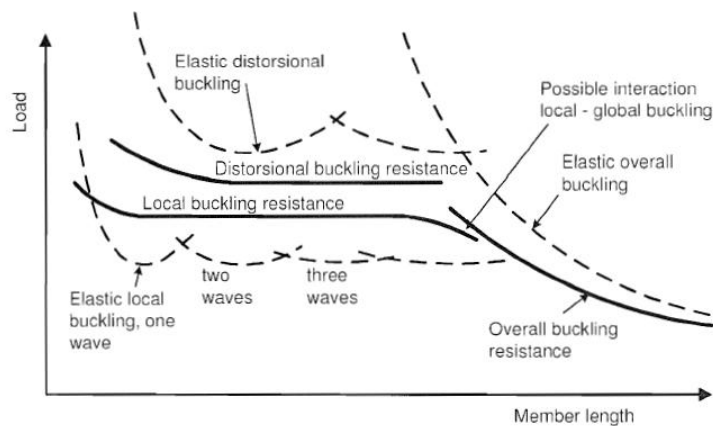 Load
Elastic distorsional
buckling
Possible interaction
local - global buckling
Distorsional buckling resistance
Elastic overall
buckling
Local buckling resistance
two
waves
three
waves
Elastic local
buckling, one
wave
Overall buckling
resistance
Member length